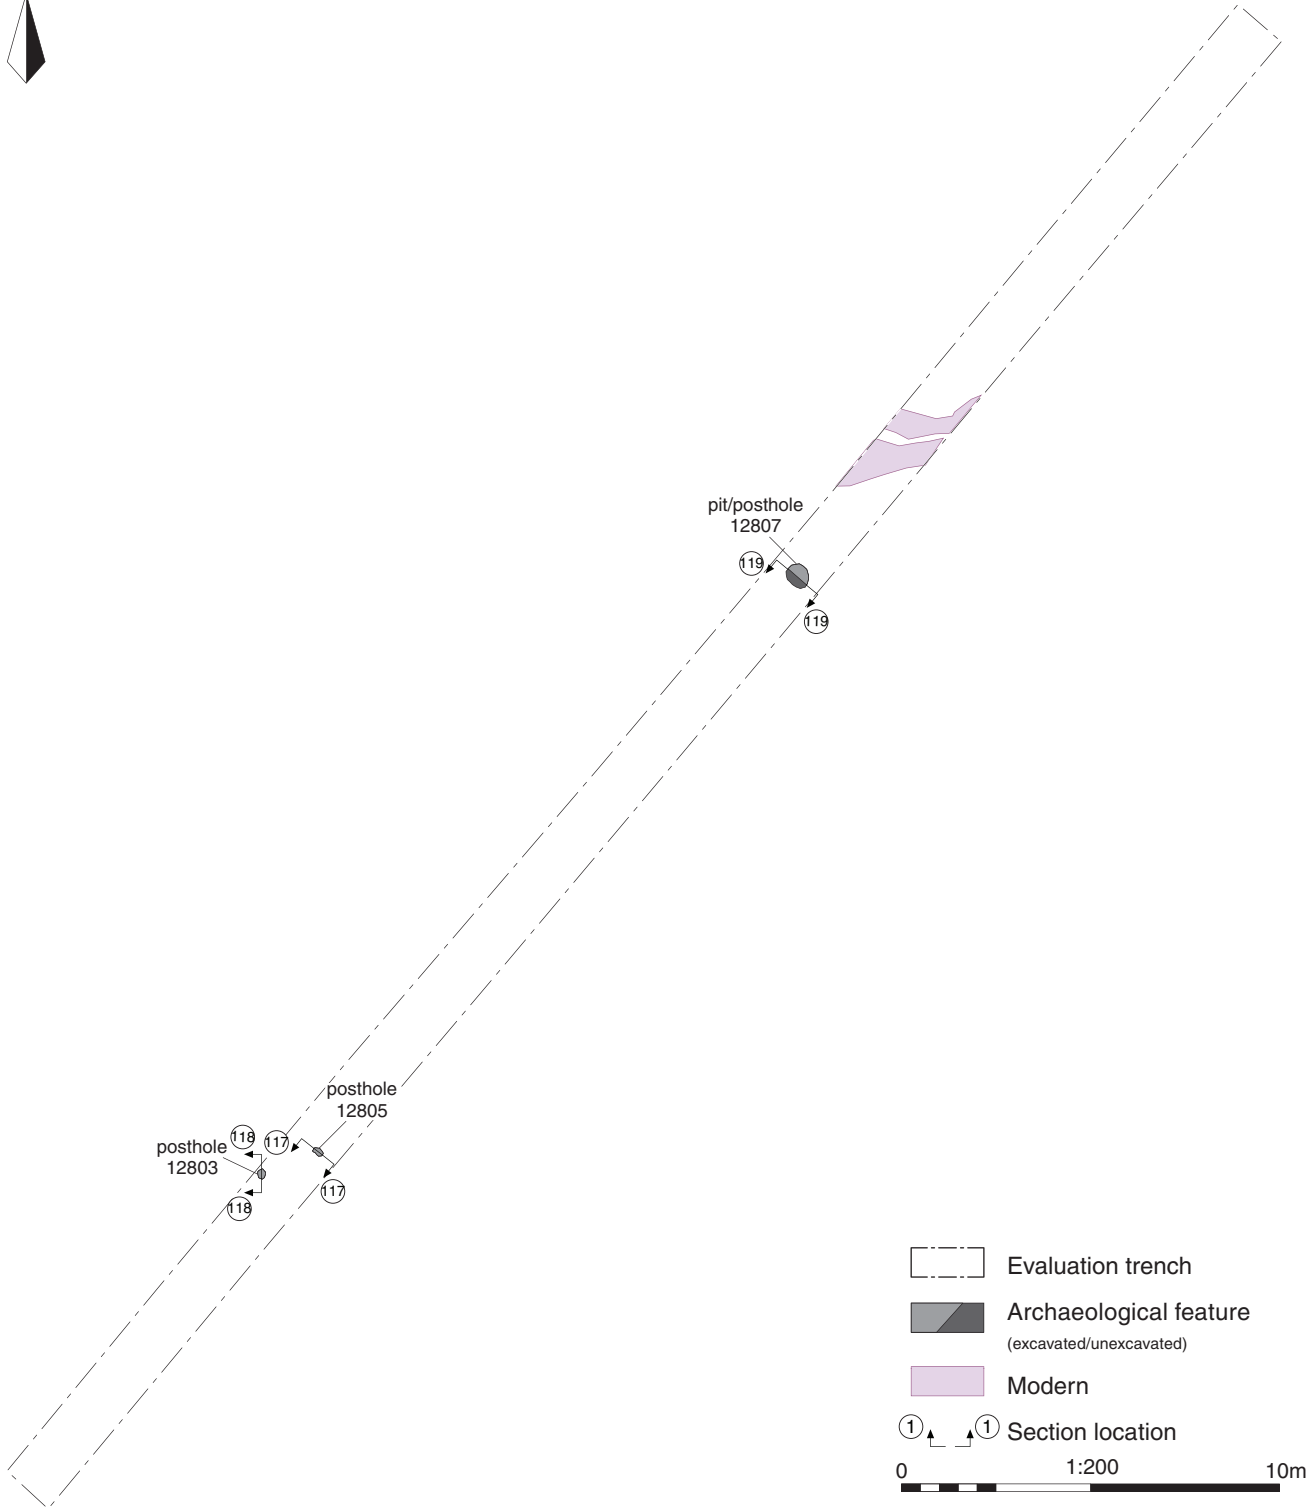 pit/posthole
12807
119
119
posthole
12805
118
117
posthole
12803
117
118
Evaluation trench
Archaeological feature
(excavated/unexcavated)
Modern
1 1 Section location
0 1:200 10m